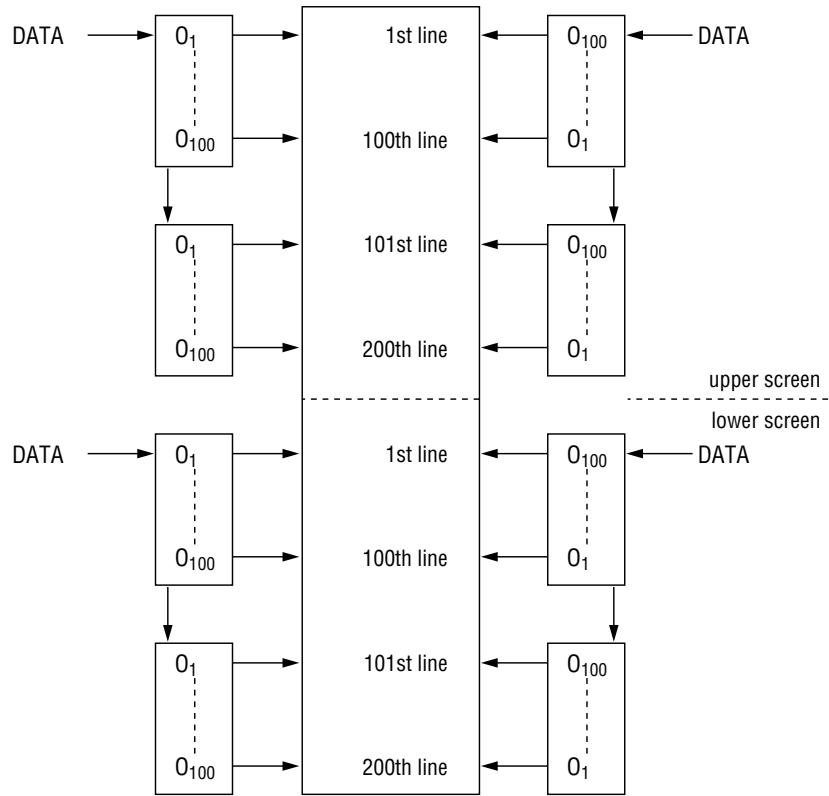 DATA O1 1st line O100 DATA
O100 100th line O1
O1 101st line O100
O100 200th line O1
upper screen
lower screen
DATA O1 1st line O100 DATA
O100 100th line O1
O1 101st line O100
O100 200th line O1